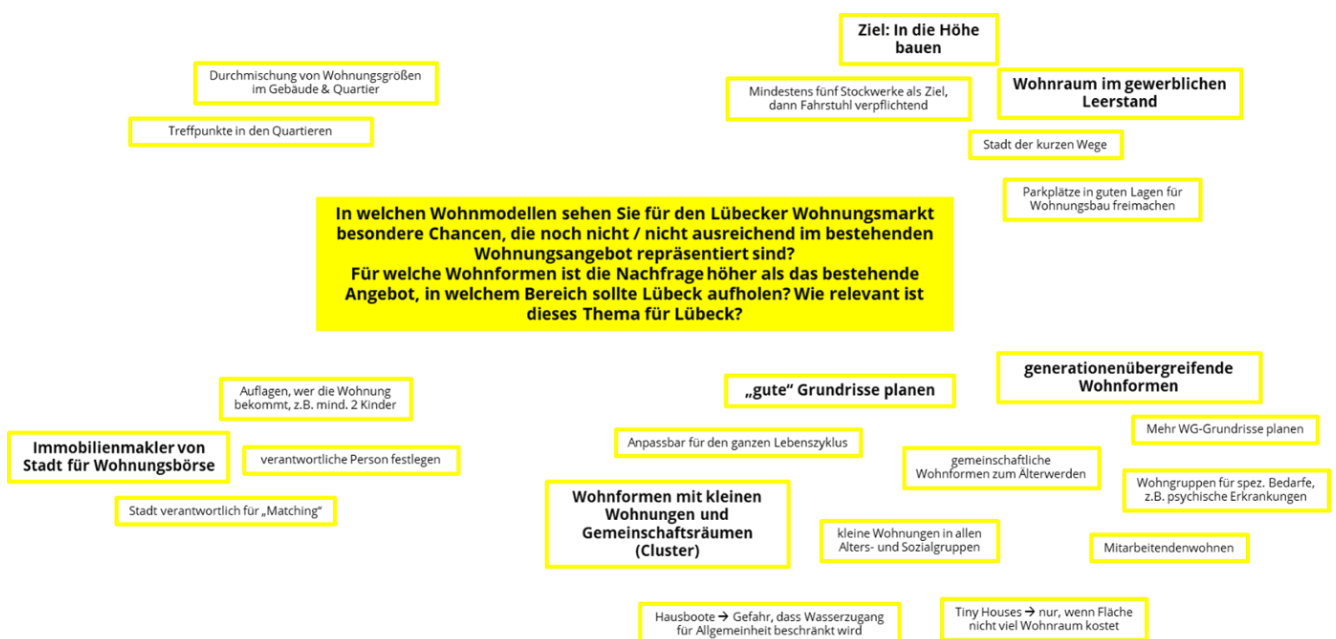 Ziel: In die Höhe
bauen
Durchmischung von Wohnungsgrößen
im Gebäude & Quartier
Mindestens fünf Stockwerke als Ziel,
dann Fahrstuhl verpflichtend
Wohnraum im gewerblichen
Leerstand
Treffpunkte in den Quartieren
Stadt der kurzen Wege
Parkplätze in guten Lagen für
Wohnungsbau freimachen
In welchen Wohnmodellen sehen Sie für den Lübecker Wohnungsmarkt
besondere Chancen, die noch nicht / nicht ausreichend im bestehenden
Wohnungsangebot repräsentiert sind?
Für welche Wohnformen ist die Nachfrage höher als das bestehende
Angebot, in welchem Bereich sollte Lübeck aufholen? Wie relevant ist
dieses Thema für Lübeck?
Auflagen, wer die Wohnung
bekommt, z.B. mind. 2 Kinder
Immobilienmakler von
Stadt für Wohnungsbörse
verantwortliche Person festlegen
Stadt verantwortlich für „Matching“
„gute“ Grundrisse planen
generationenübergreifende
Wohnformen
Anpassbar für den ganzen Lebenszyklus
Mehr WG-Grundrisse planen
gemeinschaftliche
Wohnformen zum Älterwerden
Wohngruppen für spez. Bedarfe,
z.B. psychische Erkrankungen
Wohnformen mit kleinen
Wohnungen und
Gemeinschaftsräumen
(Cluster)
kleine Wohnungen in allen
Alters- und Sozialgruppen
Mitarbeitendenwohnen
Hausboote → Gefahr, dass Wasserzugang
für Allgemeinheit beschränkt wird
Tiny Houses → nur, wenn Fläche
nicht viel Wohnraum kostet